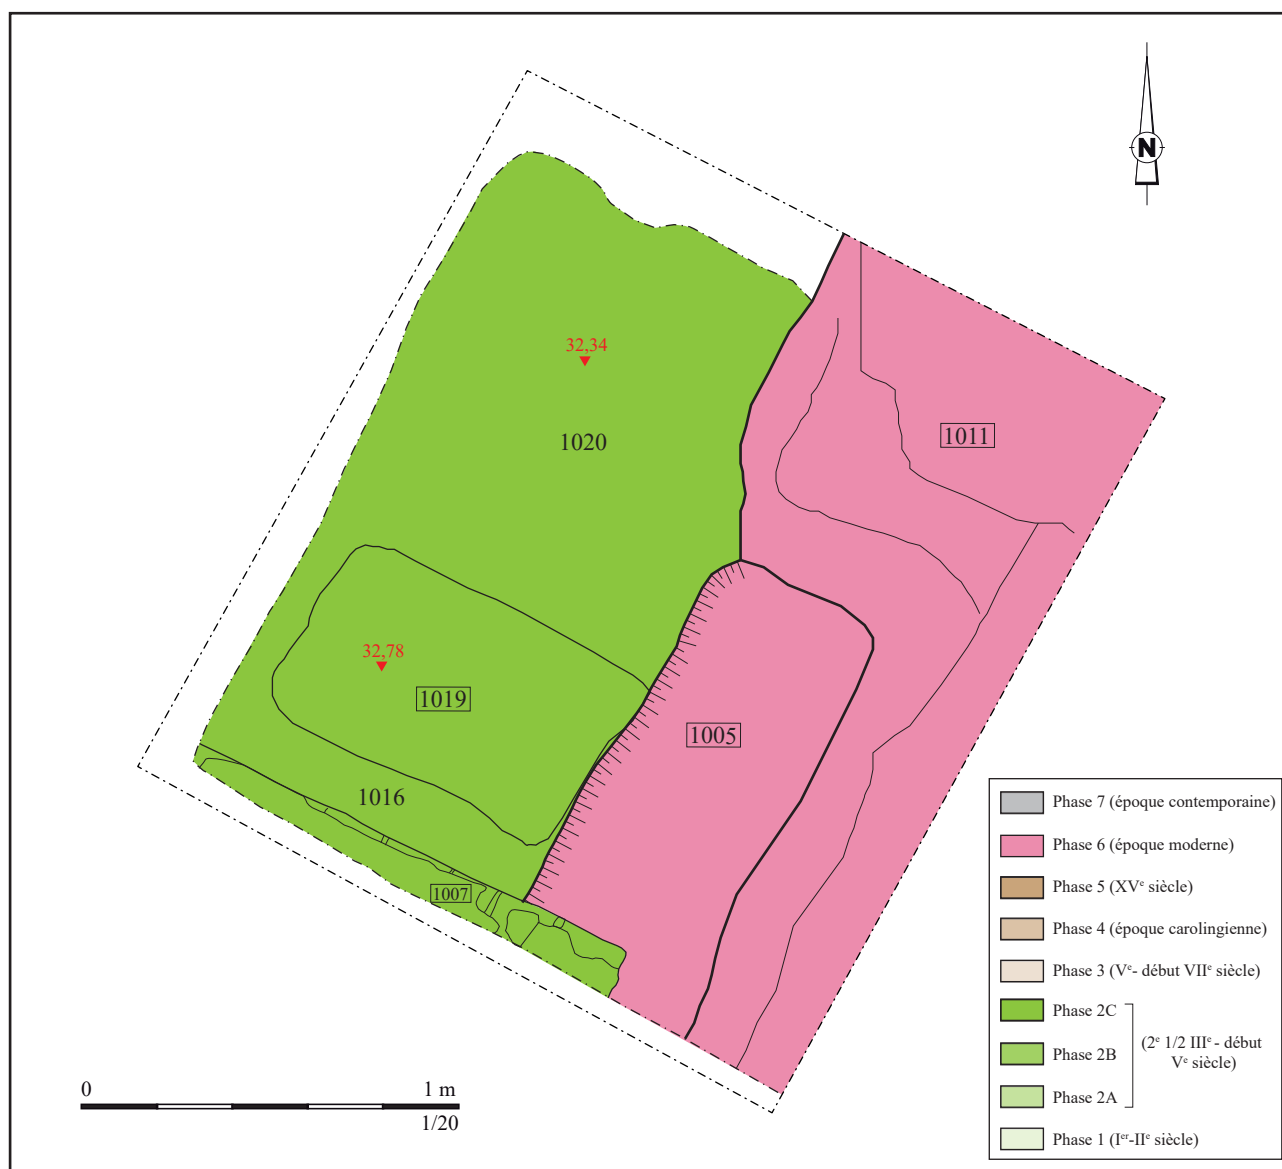 N
32,34
1020
1011
32,78
1019
1005
1016
1007
Phase 7 (époque contemporaine)
Phase 6 (époque moderne)
Phase 5 (XVe siècle)
Phase 4 (époque carolingienne)
Phase 3 (Ve- début VIIe siècle)
Phase 2C
Phase 2B
Phase 2A
(2e 1/2 IIIe - début
Ve siècle)
Phase 1 (Ier-IIe siècle)
0 1 m
1/20